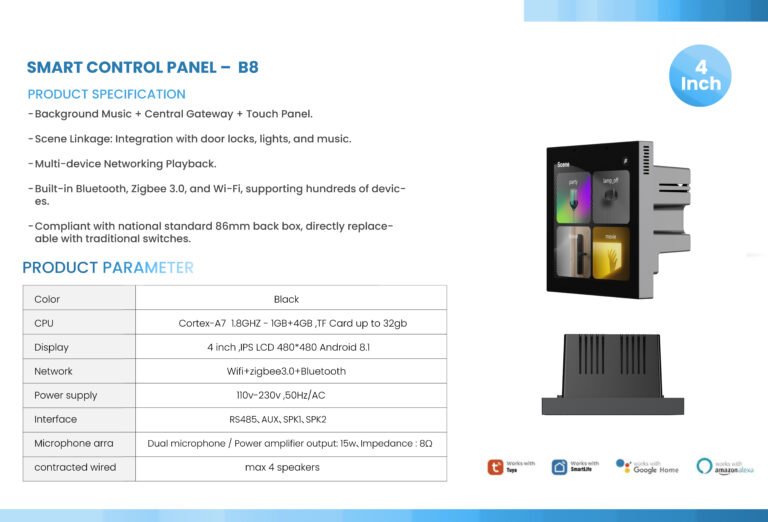 SMART CONTROL PANEL – B8
4
Inch
PRODUCT SPECIFICATION
-Background Music + Central Gateway + Touch Panel.
-Scene Linkage: Integration with door locks, lights, and music.
-Multi-device Networking Playback.
-Built-in Bluetooth, Zigbee 3.0, and Wi-Fi, supporting hundreds of devic-
es.
-Compliant with national standard 86mm back box, directly replace-
able with traditional switches.
Scene
party
lamp_off
movie
PRODUCT PARAMETER
Color Black
CPU Cortex-A7 1.8GHZ - 1GB+4GB ,TF Card up to 32gb
Display 4 inch ,IPS LCD 480*480 Android 8.1
Network Wifi+zigbee3.0+Bluetooth
Power supply 110v-230v ,50Hz/AC
Interface RS485、AUX、SPK1、SPK2
Microphone arra Dual microphone / Power amplifier output: 15w、Impedance : 8Ω
contracted wired max 4 speakers
Works with
Tuya
Works with
SmartLife
works with
Google Home
works with
amazon alexa